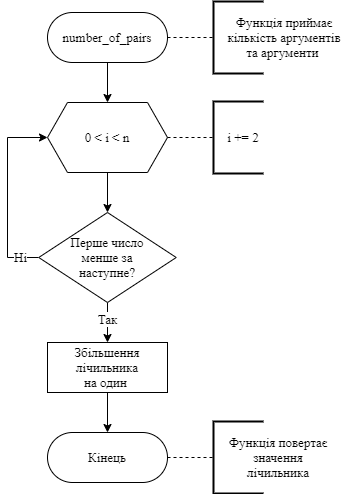 number_of_pairs
Функція приймає
кількість аргументів
та аргументи
0 < i < n
i += 2
Перше число
менше за
наступне?
Ні
Так
Збільшення
лічильника
на один
Кінець
Функція повертає
значення
лічильника